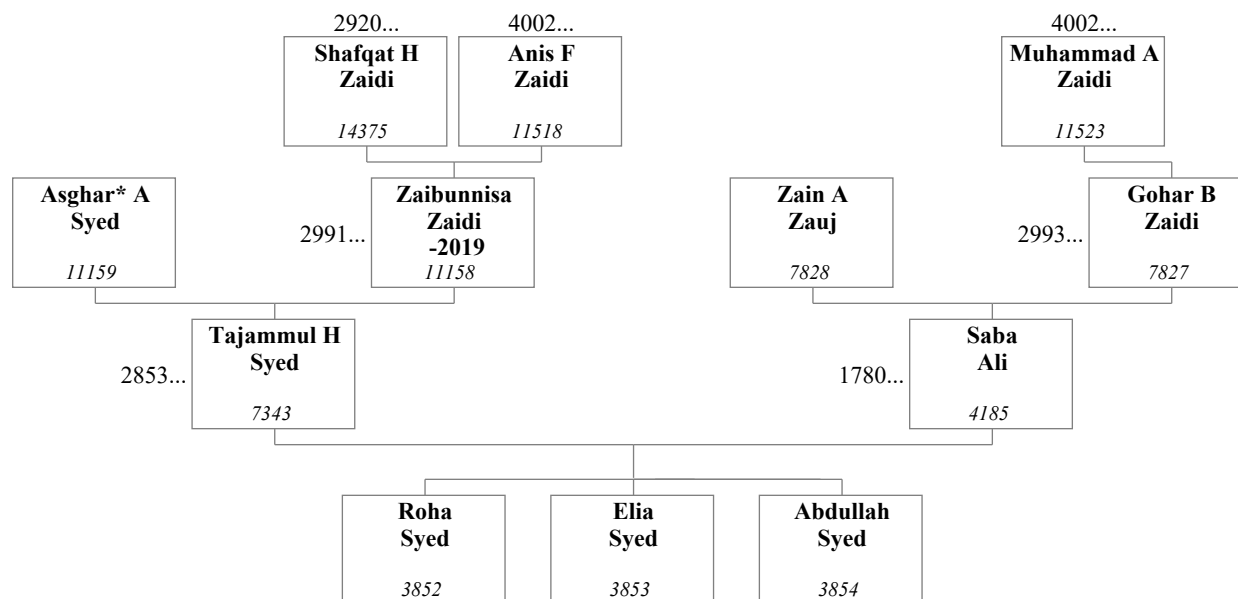 2920...
4002...
4002...
Shafqat H
Zaidi
14375
Anis F
Zaidi
11518
Muhammad A
Zaidi
11523
Asghar* A
Syed
11159
2991...
Zaibunnisa
Zaidi
-2019
11158
Zain A
Zauj
7828
2993...
Gohar B
Zaidi
7827
2853...
Tajammul H
Syed
7343
1780...
Saba
Ali
4185
Roha
Syed
3852
Elia
Syed
3853
Abdullah
Syed
3854